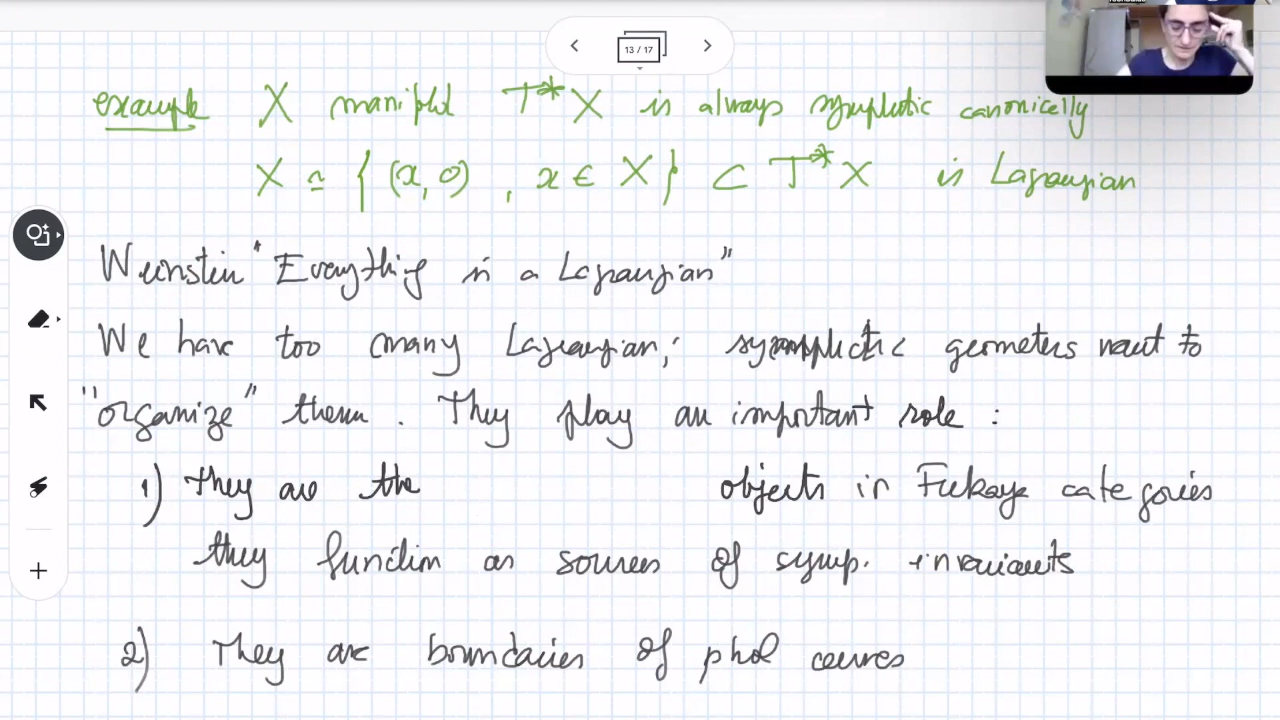 13 / 17
example X manifold T*X is always symplectic canonically
X ≃ { (x, 0) , x ∈ X } ⊂ T*X is Lagrangian
Weinstein "Everything is a Lagrangian"
We have too many Lagrangian; symplectic geometers want to
"organize" them. They play an important role :
1) They are the objects in Fukaya categories
they function as sources of symp. invariants
2) They are boundaries of phol curves